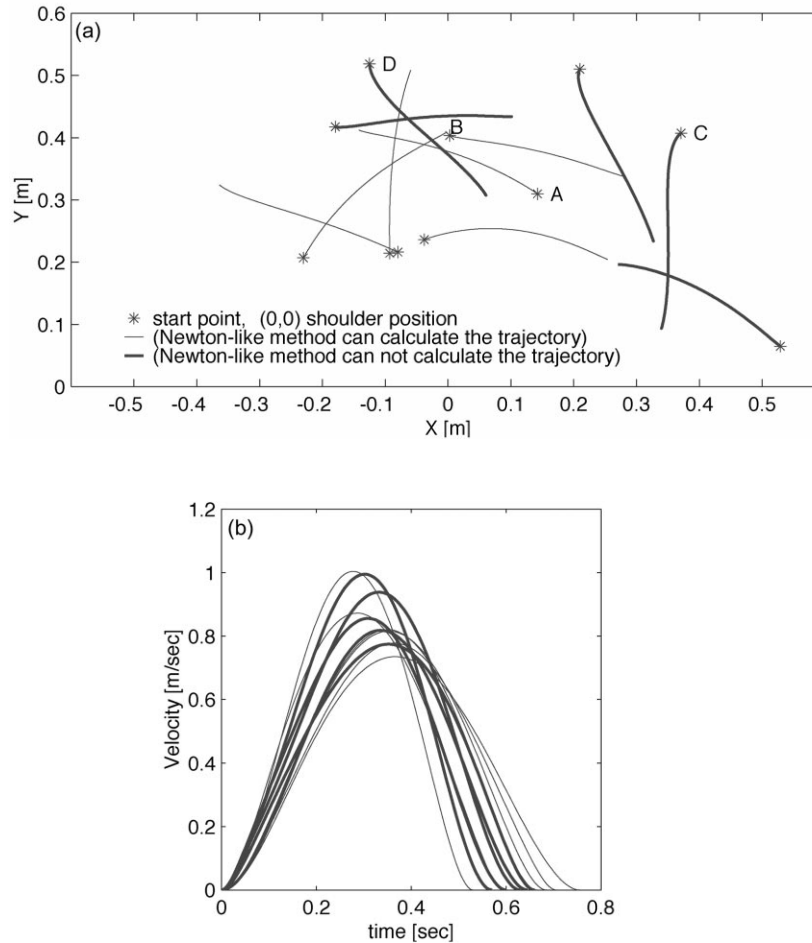 (a)
0.6
0.5
0.4
0.3
0.2
0.1
0
Y [m]
D
B
C
A
start point, (0,0) shoulder position
(Newton-like method can calculate the trajectory)
(Newton-like method can not calculate the trajectory)
-0.5 -0.4 -0.3 -0.2 -0.1 0 0.1 0.2 0.3 0.4 0.5
X [m]
(b)
1.2
1
0.8
0.6
0.4
0.2
0
Velocity [m/sec]
0 0.2 0.4 0.6 0.8
time [sec]